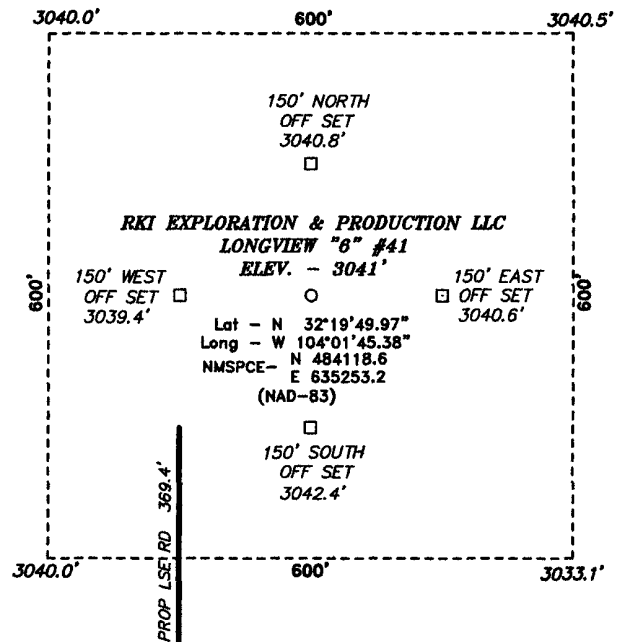 3040.0' 600' 3040.5'
150' NORTH
OFF SET
3040.8'
RKI EXPLORATION & PRODUCTION LLC
LONGVIEW "6" #41
ELEV. - 3041'
600'
150' WEST
OFF SET
3039.4'
150' EAST
OFF SET
3040.6'
600'
Lat - N 32°19'49.97"
Long - W 104°01'45.38"
NMSPCE- N 484118.6
E 635253.2
(NAD-83)
150' SOUTH
OFF SET
3042.4'
PROP LSE RD 369.4'
3040.0' 600' 3033.1'